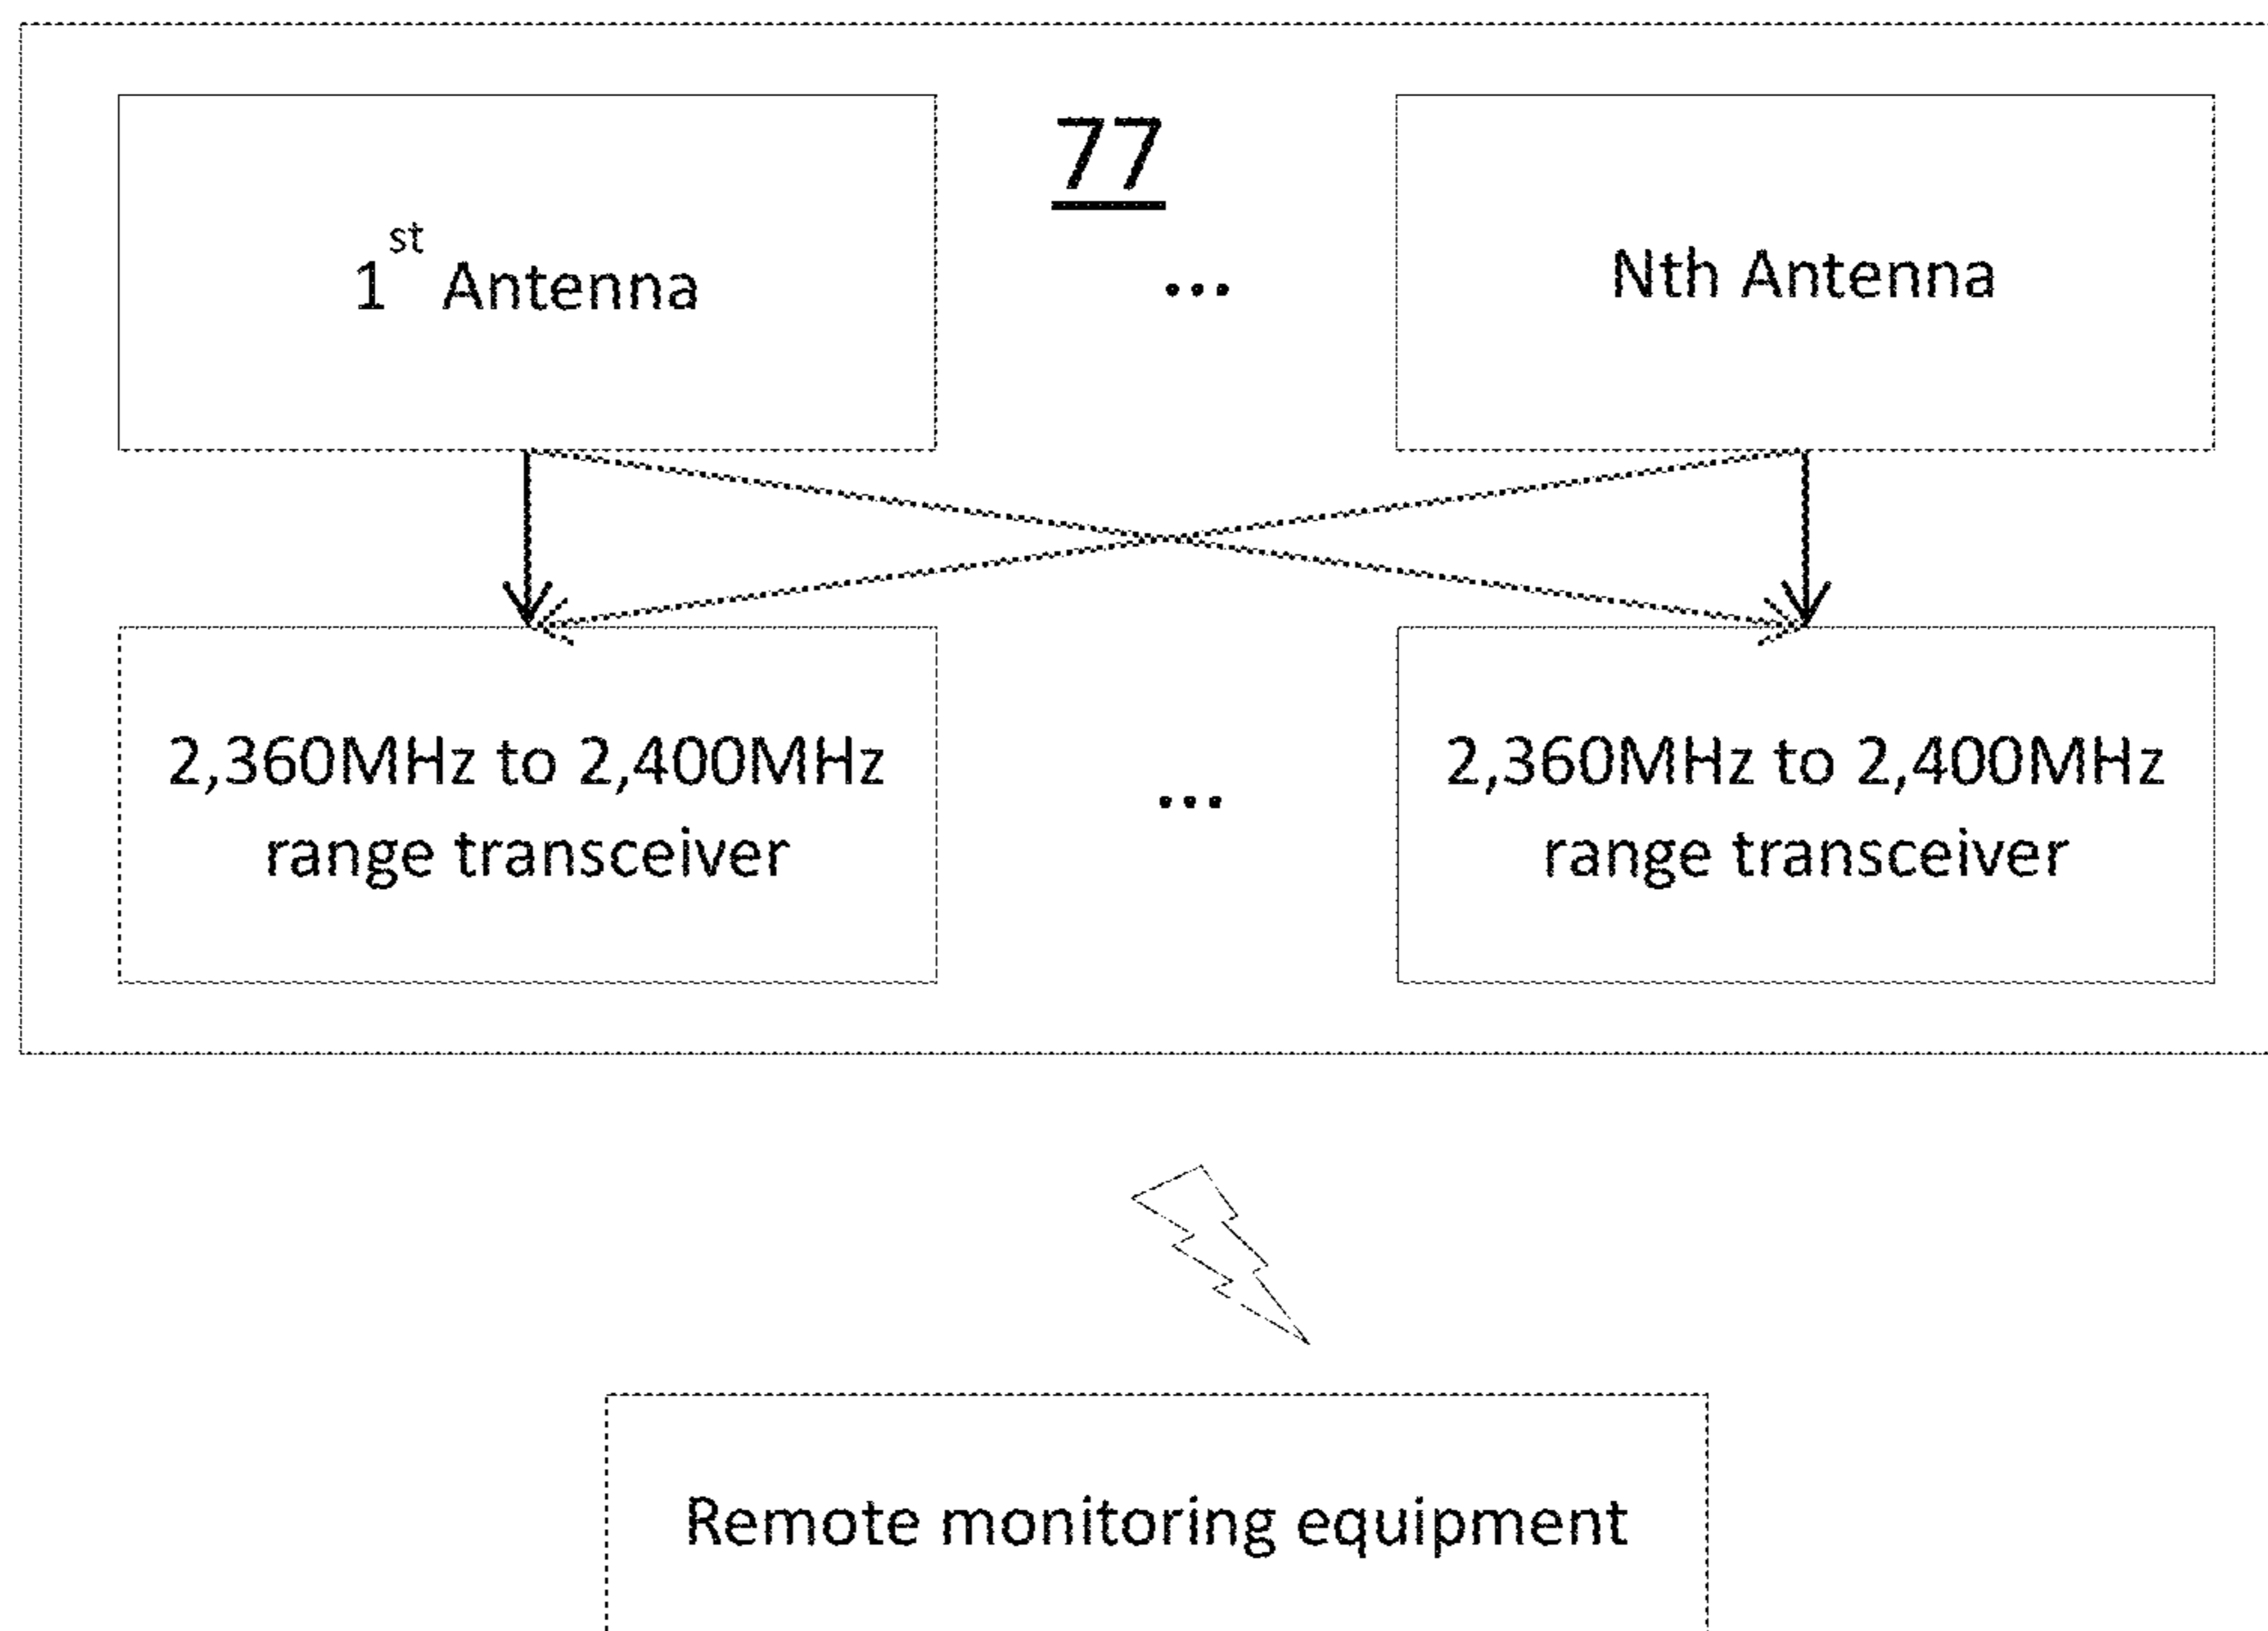 77
1st Antenna
...
Nth Antenna
2,360MHz to 2,400MHz
range transceiver
...
2,360MHz to 2,400MHz
range transceiver
Remote monitoring equipment